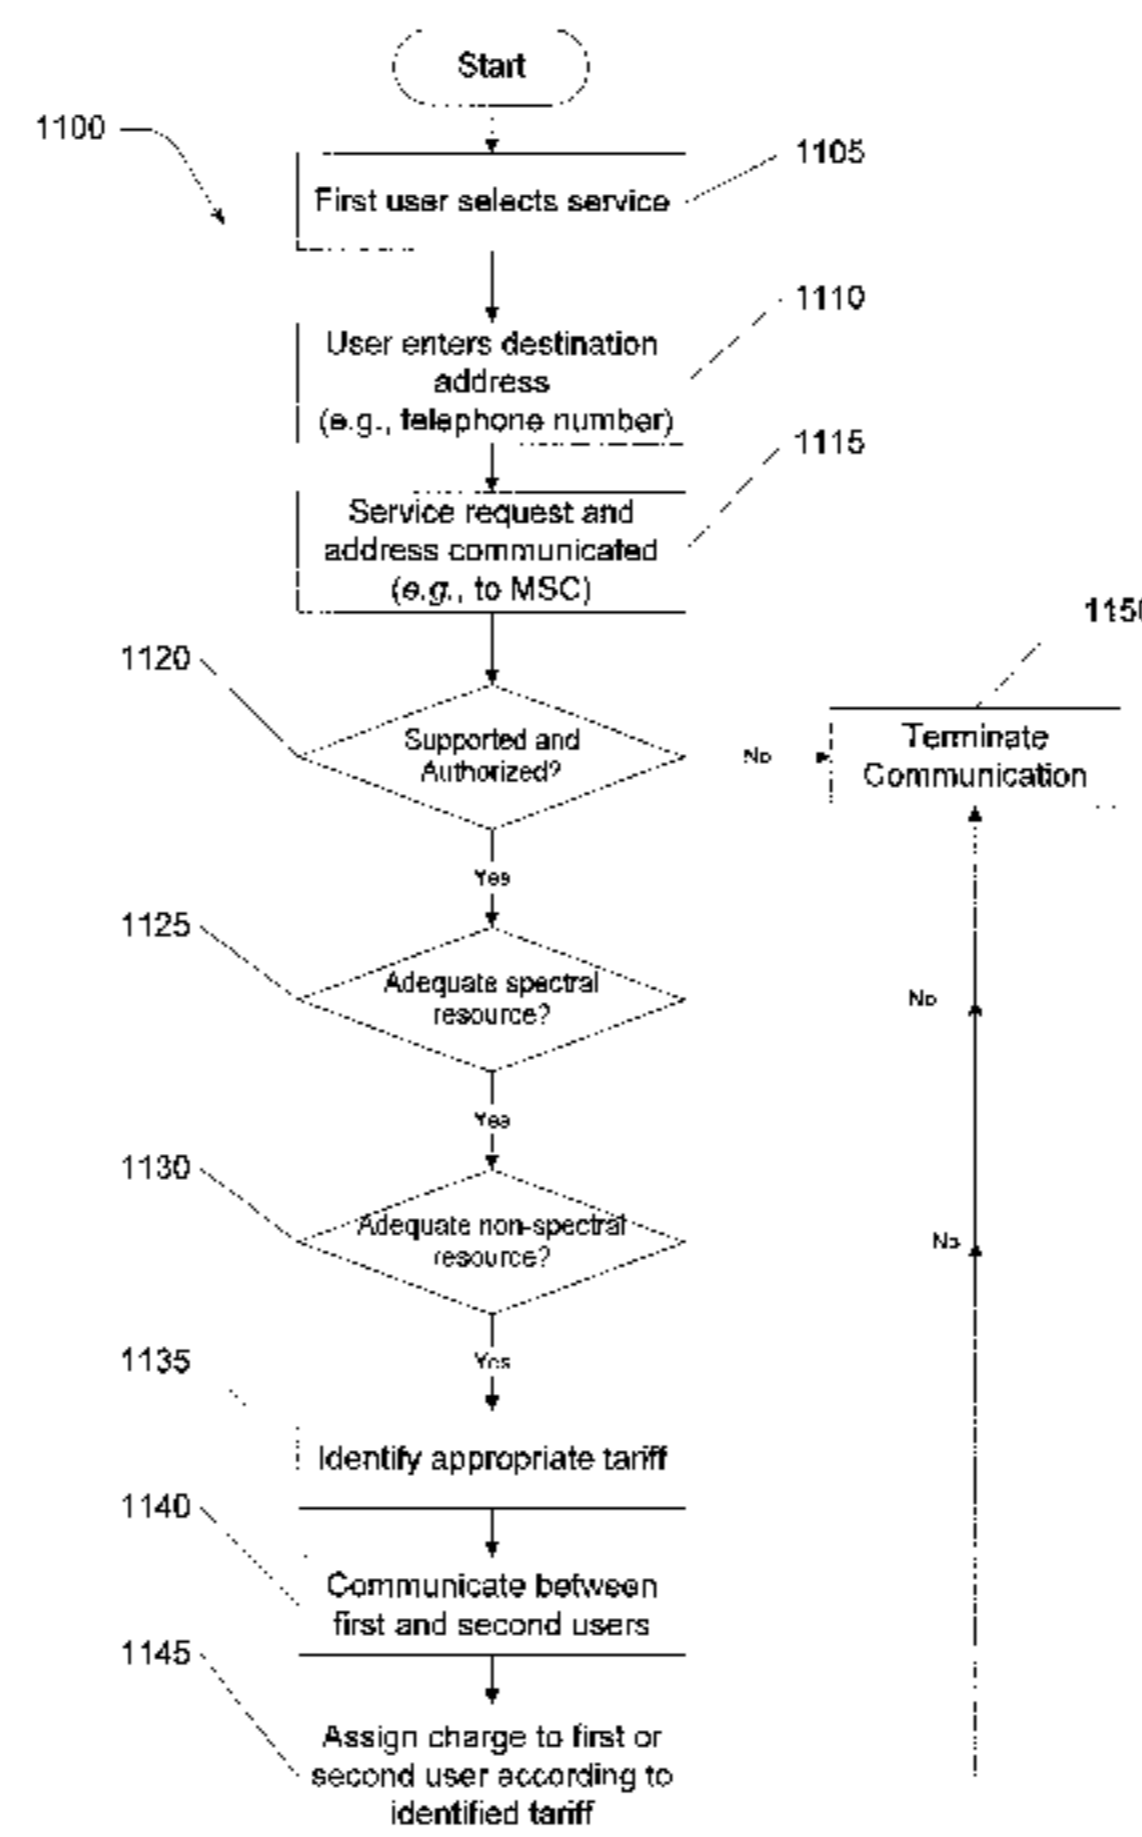 Start
1100
1105
First user selects service
1110
User enters destination
address
(e.g., telephone number)
1115
Service request and
address communicated
(e.g., to MSC)
1120
Supported and
Authorized?
No
Terminate
Communication
Yes
1125
Adequate spectral
resource?
No
Yes
1130
Adequate non-spectral
resource?
No
Yes
1135
Identify appropriate tariff
1140
Communicate between
first and second users
1145
Assign charge to first or
second user according to
identified tariff